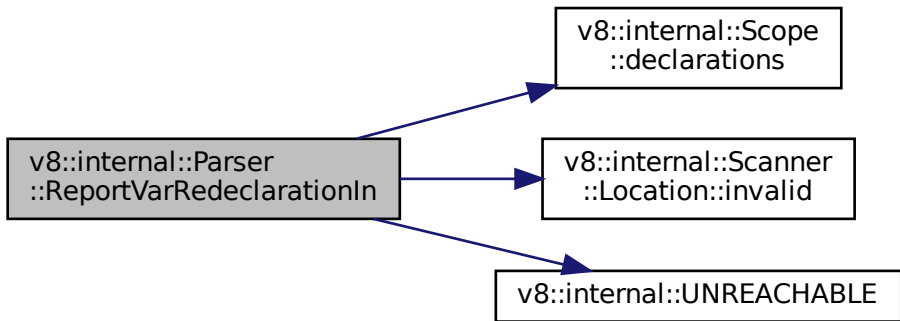 v8::internal::Parser
::ReportVarRedeclarationIn
v8::internal::Scope
::declarations
v8::internal::Scanner
::Location::invalid
v8::internal::UNREACHABLE